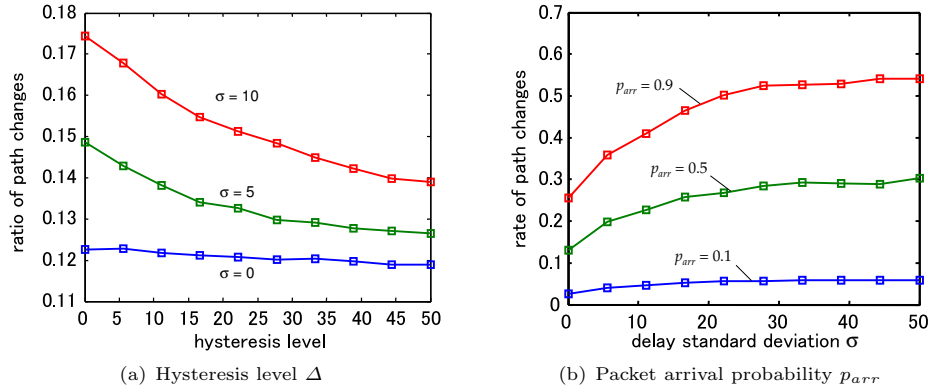 0.18
0.17
0.16
0.15
0.14
0.13
0.12
0.11
ratio of path changes
σ = 10
σ = 5
σ = 0
0 5 10 15 20 25 30 35 40 45 50
hysteresis level
(a) Hysteresis level Δ
0.7
0.6
0.5
0.4
0.3
0.2
0.1
0
rate of path changes
parr = 0.9
parr = 0.5
parr = 0.1
0 10 20 30 40 50
delay standard deviation σ
(b) Packet arrival probability parr